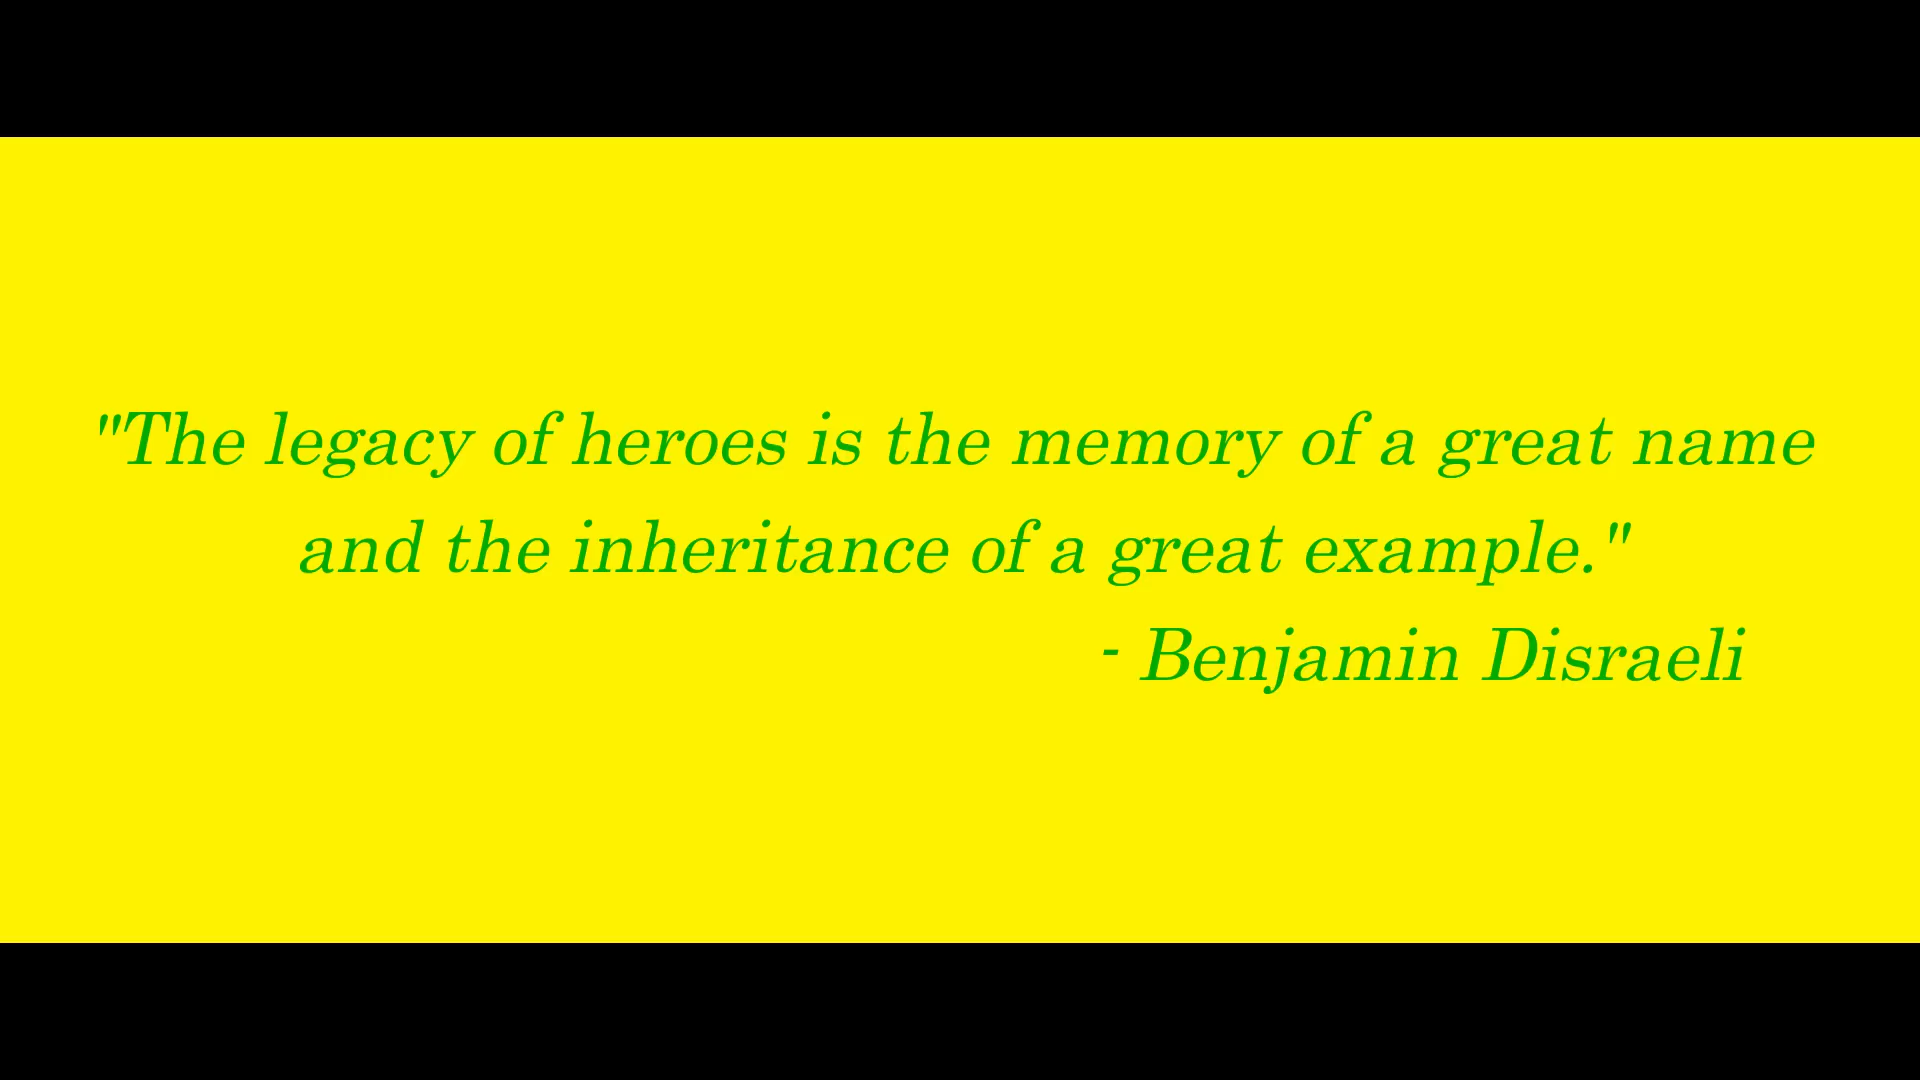 "The legacy of heroes is the memory of a great name
and the inheritance of a great example."
- Benjamin Disraeli